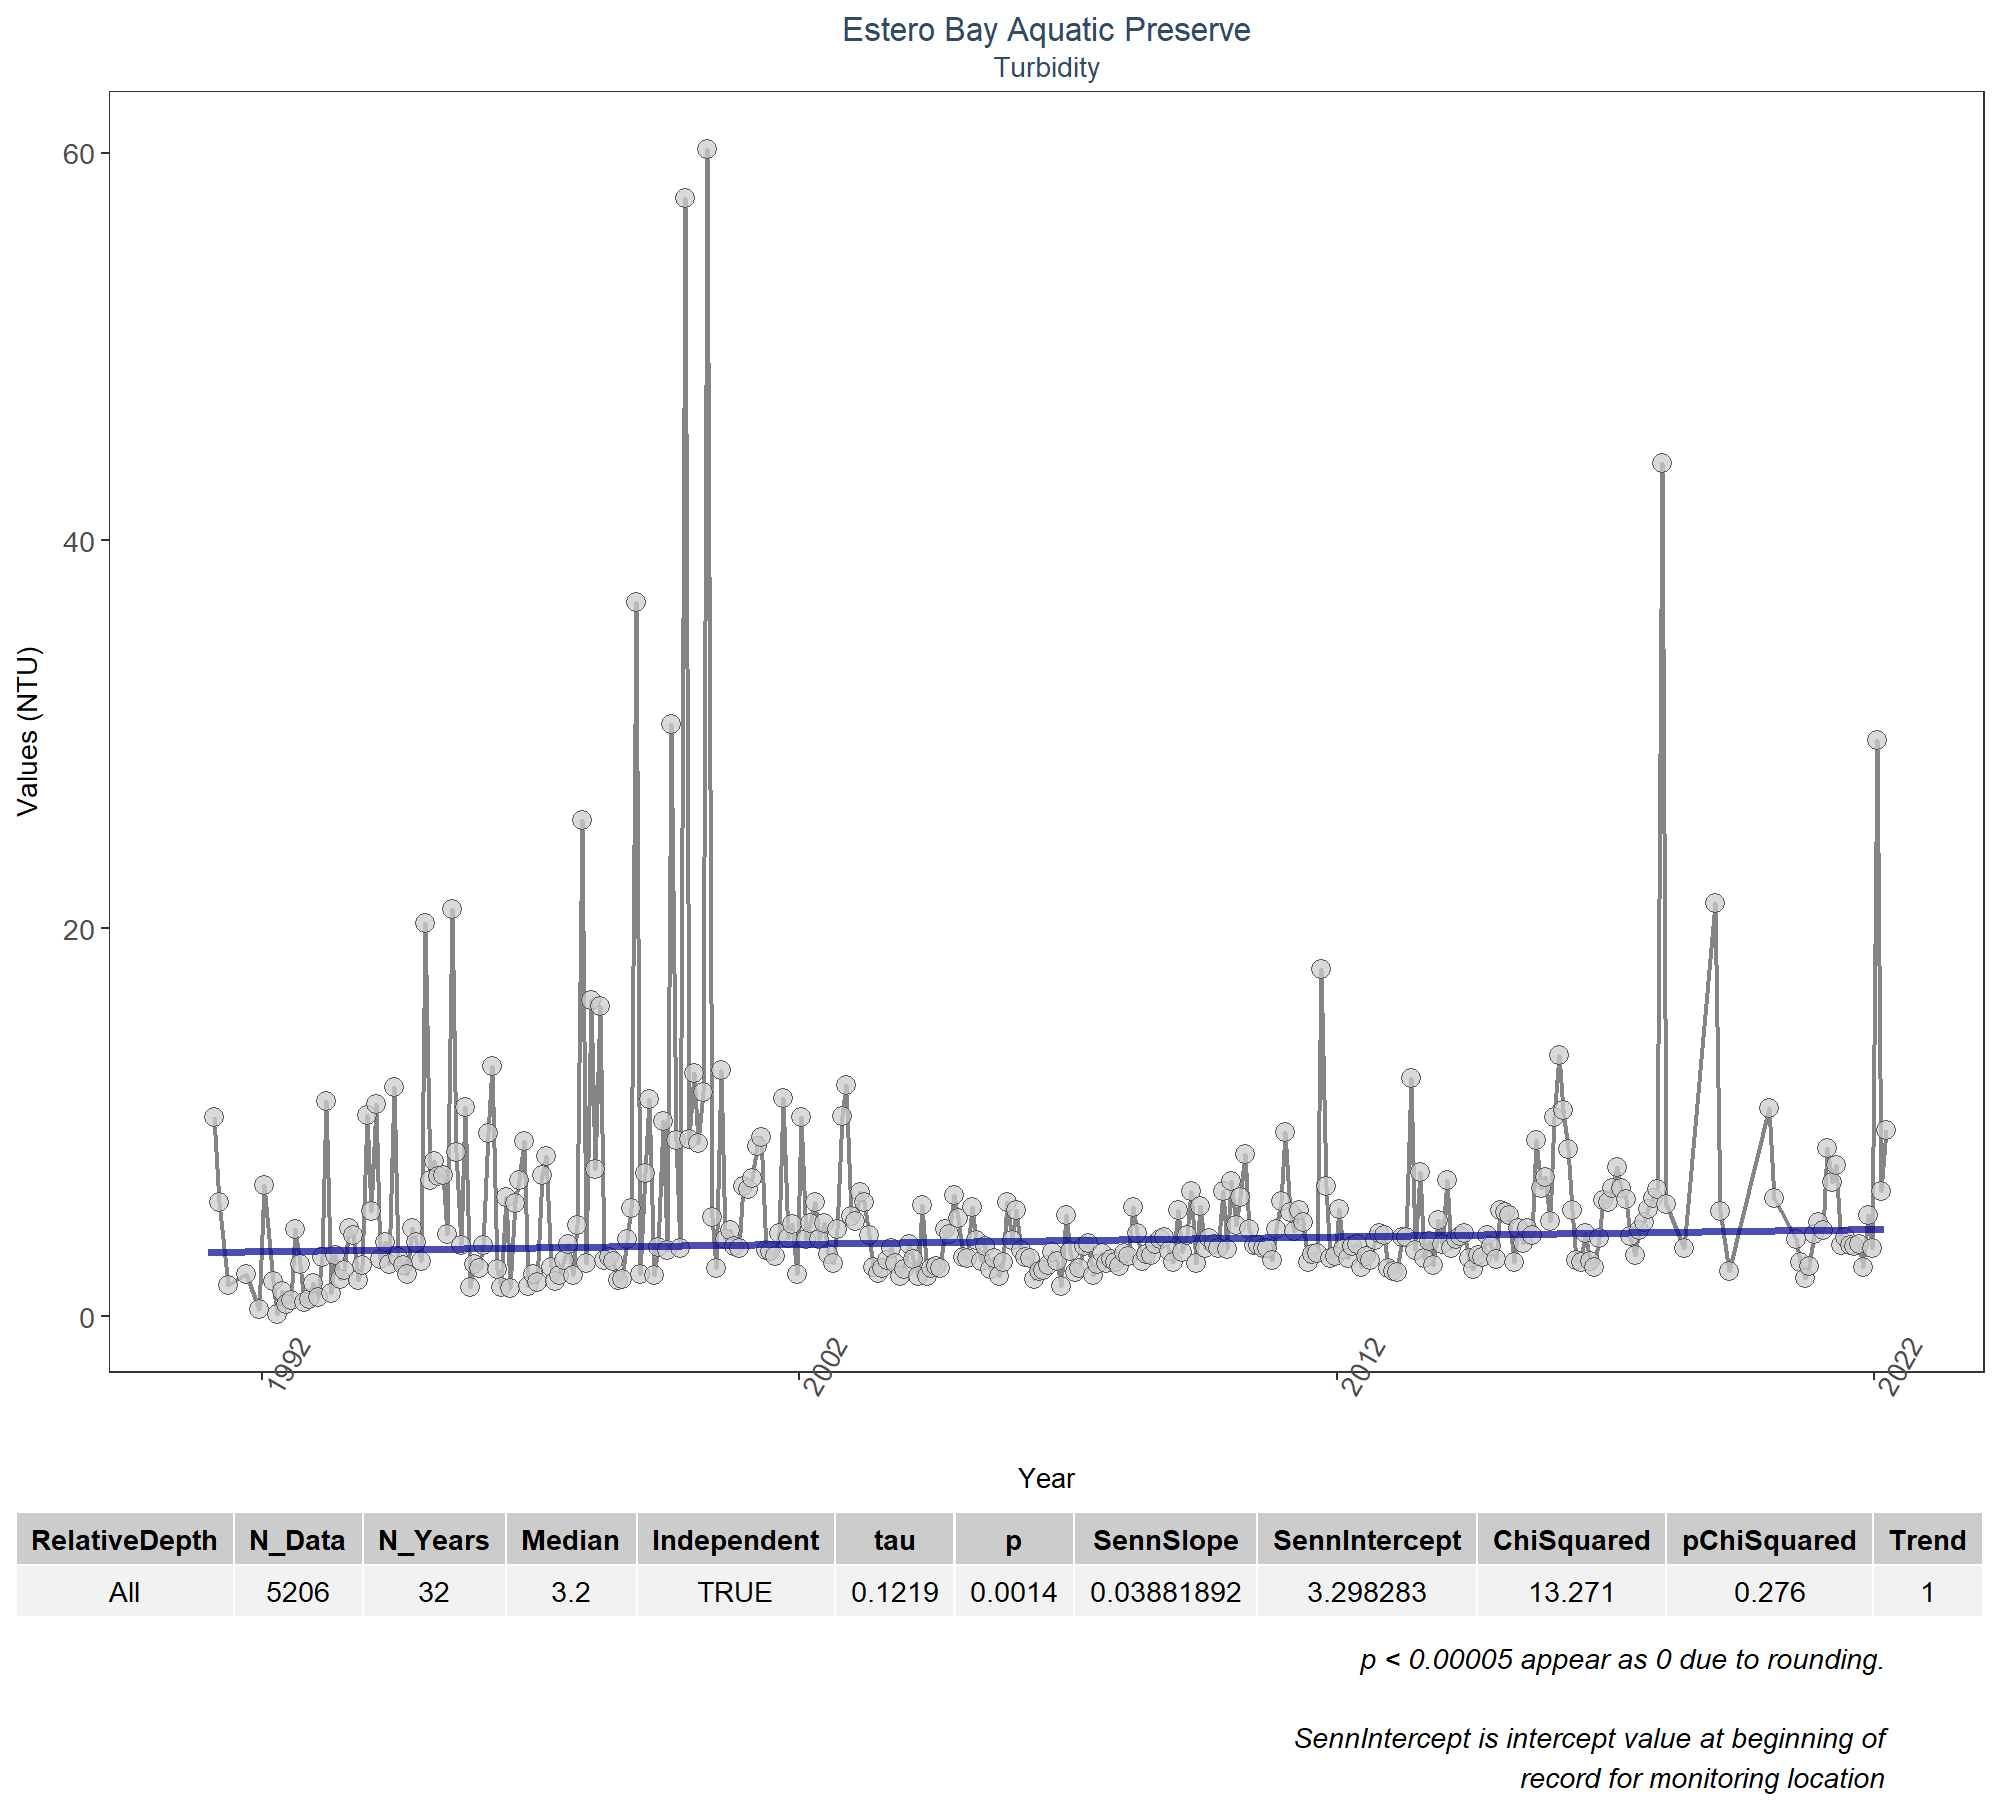 Estero Bay Aquatic Preserve
Turbidity
Values (NTU)
60
40
20
0
1992 2002 2012 2022
Year
RelativeDepth N_Data N_Years Median Independent tau p SennSlope SennIntercept ChiSquared pChiSquared Trend
All 5206 32 3.2 TRUE 0.1219 0.0014 0.03881892 3.298283 13.271 0.276 1
p < 0.00005 appear as 0 due to rounding.
SennIntercept is intercept value at beginning of
record for monitoring location